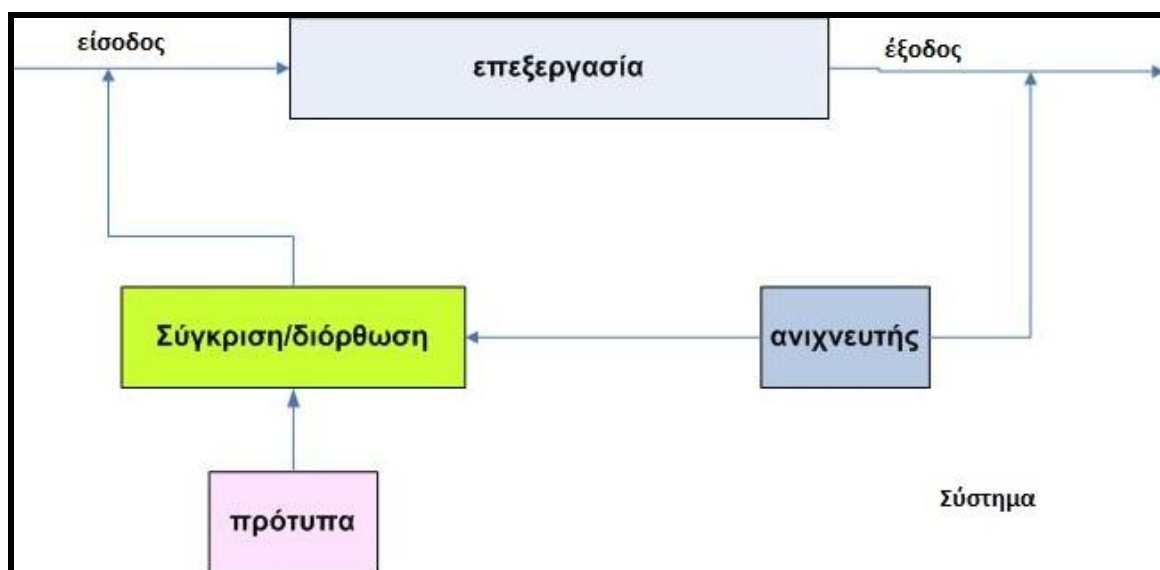 είσοδος
επεξεργασία
έξοδος
Σύγκριση/διόρθωση
ανιχνευτής
πρότυπα
Σύστημα